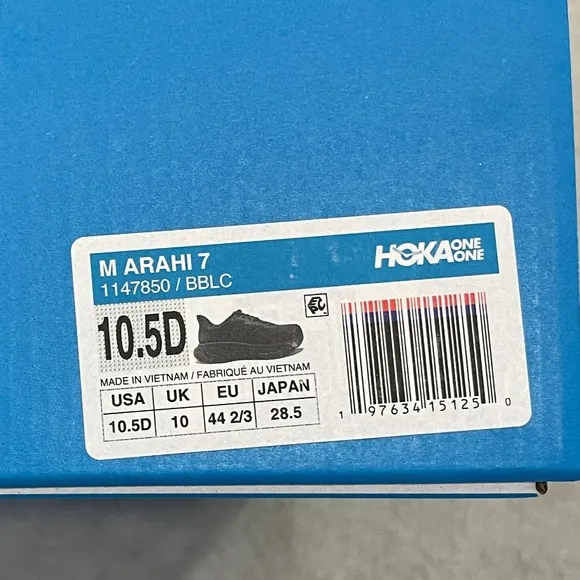 M ARAHI 7
1147850 / BBLC
HOKA ONE ONE
10.5D
MADE IN VIETNAM / FABRIQUÉ AU VIETNAM
USA UK EU JAPAN
10.5D 10 44 2/3 28.5
1 97634 15125 0